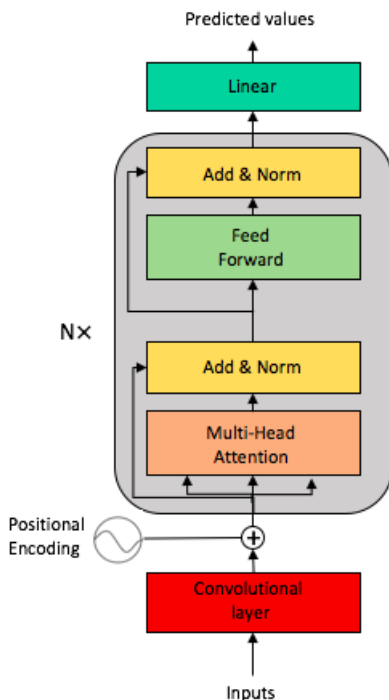 Predicted values
Linear
Add & Norm
Feed
Forward
N×
Add & Norm
Multi-Head
Attention
Positional
Encoding
Convolutional
layer
Inputs